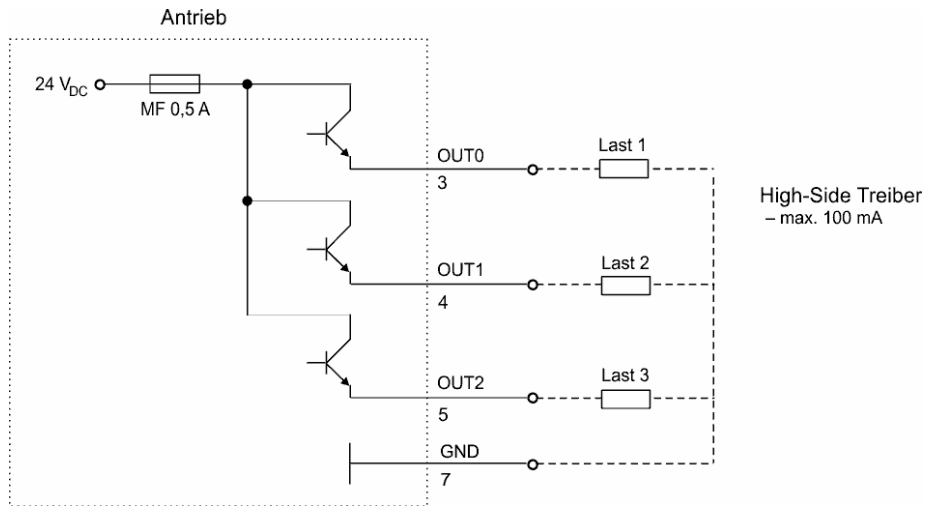 Antrieb
24 VDC
MF 0,5 A
OUT0
3
Last 1
High-Side Treiber
– max. 100 mA
OUT1
4
Last 2
OUT2
5
Last 3
GND
7